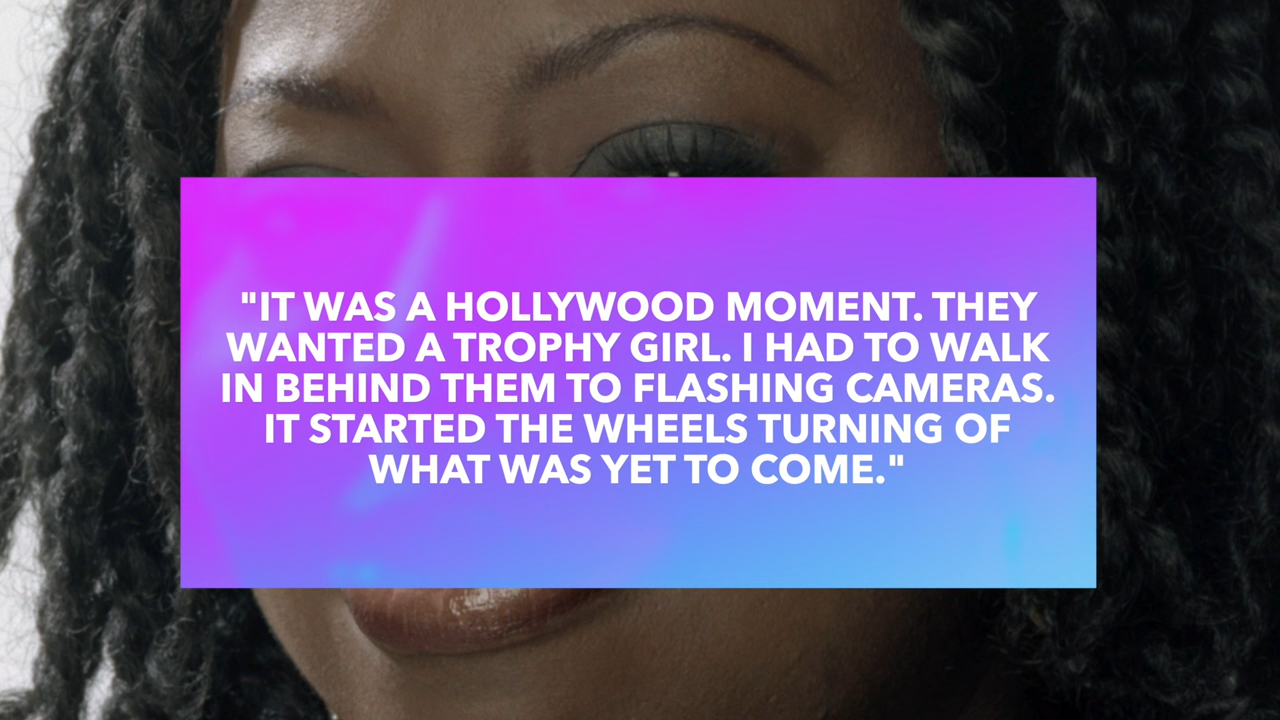 "IT WAS A HOLLYWOOD MOMENT. THEY
WANTED A TROPHY GIRL. I HAD TO WALK
IN BEHIND THEM TO FLASHING CAMERAS.
IT STARTED THE WHEELS TURNING OF
WHAT WAS YET TO COME."